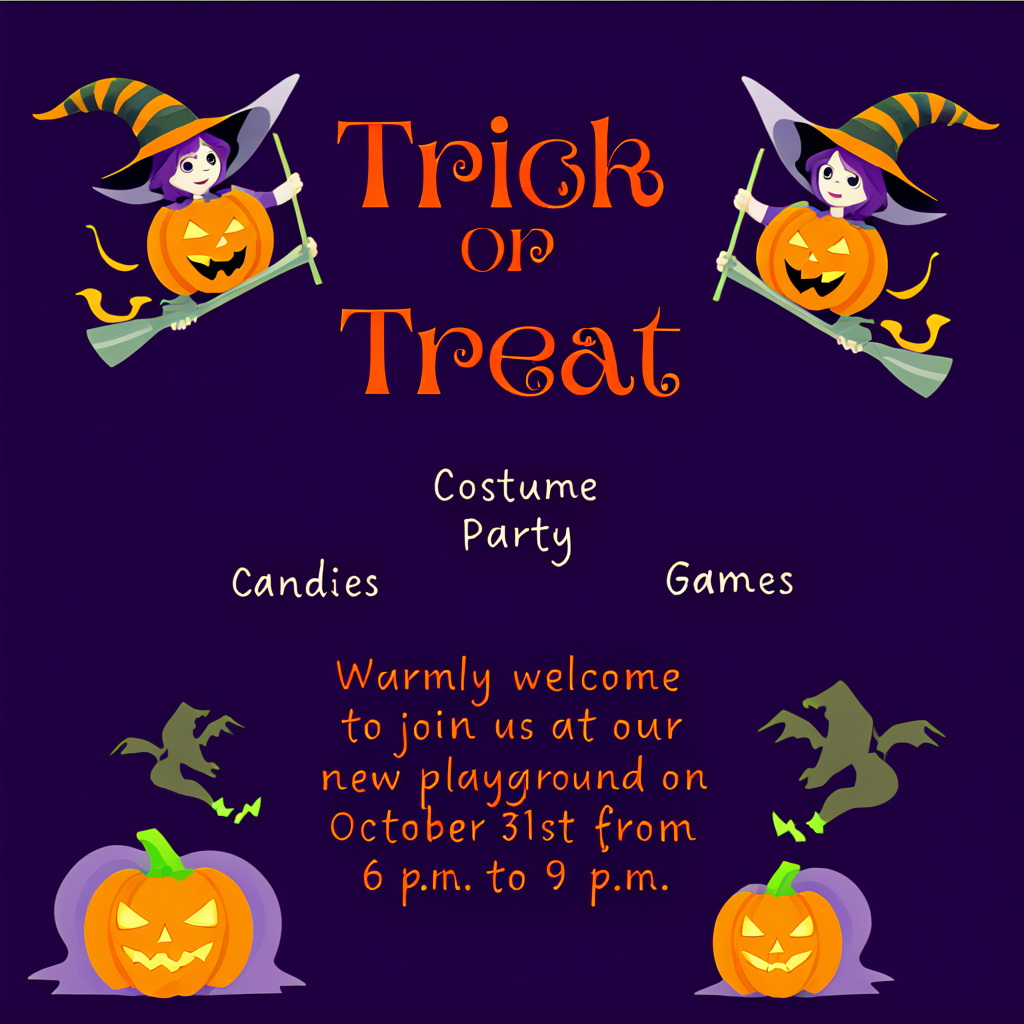 Trick
or
Treat
Costume
Party
Candies
Games
Warmly welcome
to join us at our
new playground on
October 31st from
6 p.m. to 9 p.m.